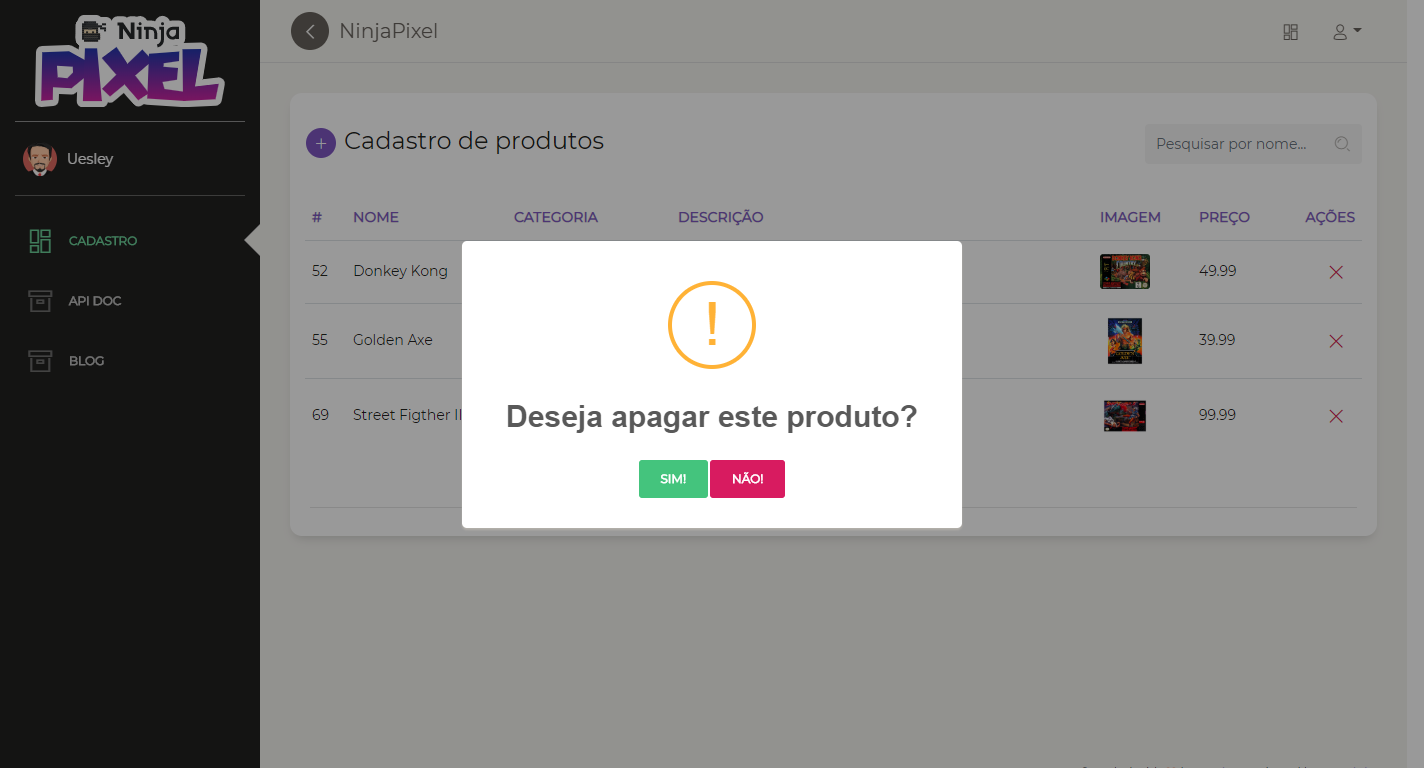 Ninja
PIXEL
NinjaPixel
Uesley
CADASTRO
API DOC
BLOG
+ Cadastro de produtos
Pesquisar por nome...
# NOME CATEGORIA DESCRIÇÃO IMAGEM PREÇO AÇÕES
52 Donkey Kong 49.99
55 Golden Axe 39.99
69 Street Figther II 99.99
!
Deseja apagar este produto?
SIM! NÃO!